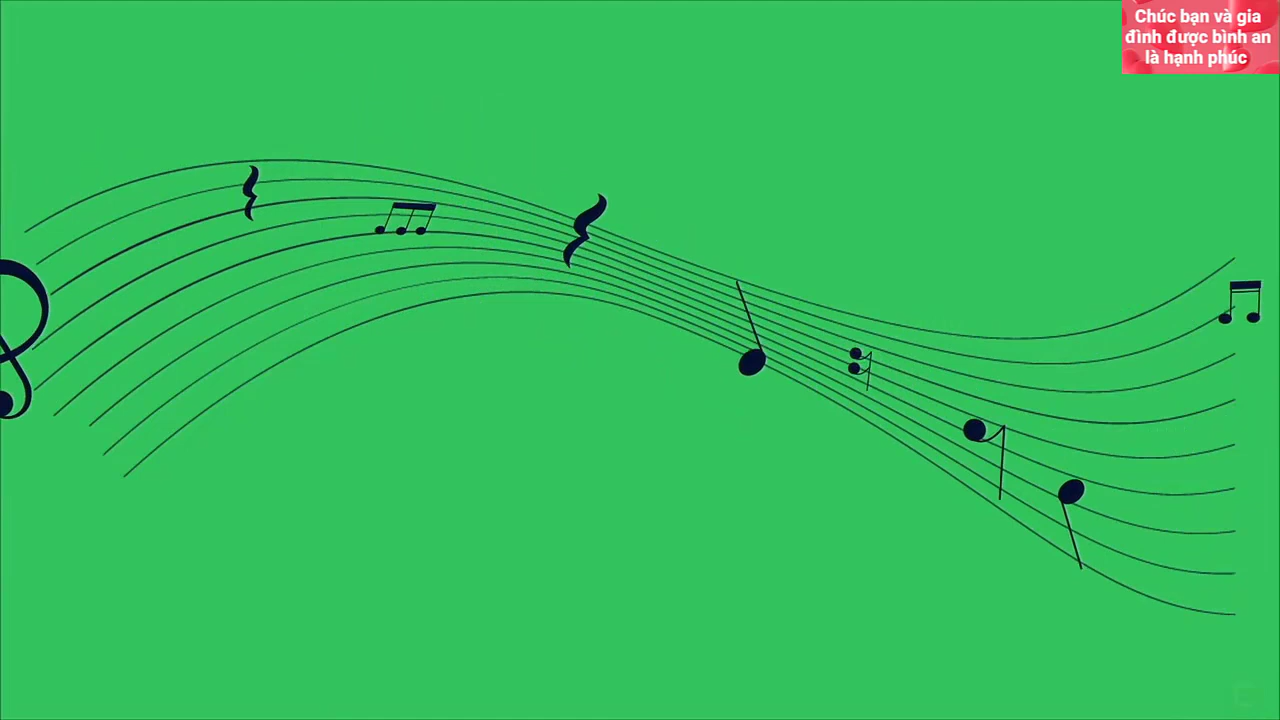 Chúc bạn và gia
đình được bình an
là hạnh phúc